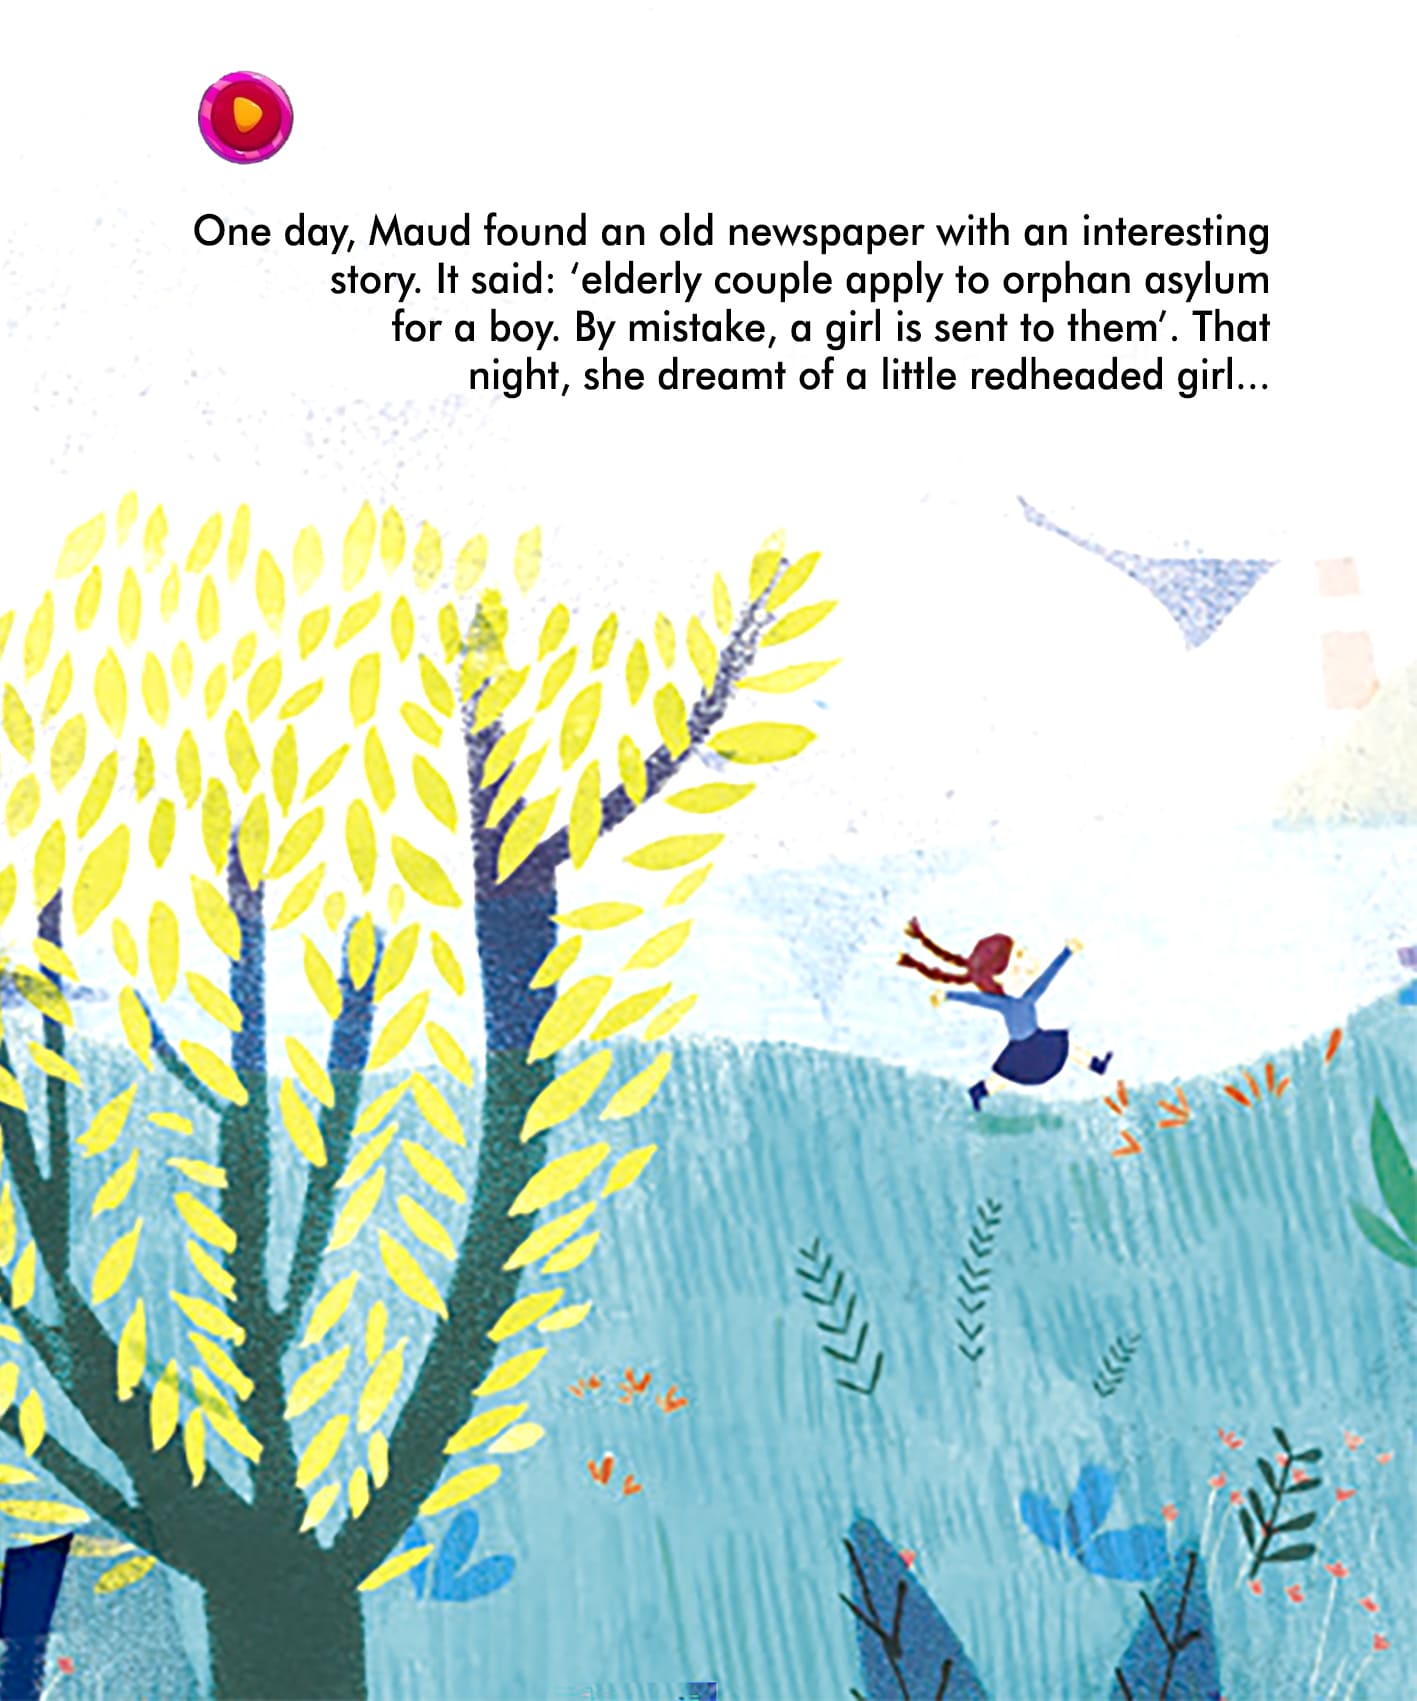 One day, Maud found an old newspaper with an interesting
story. It said: ‘elderly couple apply to orphan asylum
for a boy. By mistake, a girl is sent to them’. That
night, she dreamt of a little redheaded girl...